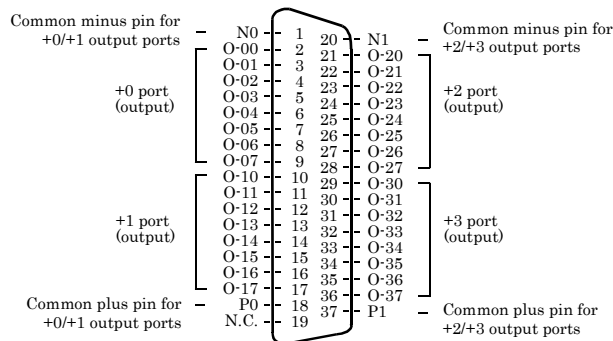 Common minus pin for
+0/+1 output ports
+0 port
(output)
+1 port
(output)
Common plus pin for
+0/+1 output ports
N0 1
O-00 2
O-01 3
O-02 4
O-03 5
O-04 6
O-05 7
O-06 8
O-07 9
O-10 10
O-11 11
O-12 12
O-13 13
O-14 14
O-15 15
O-16 16
O-17 17
P0 18
N.C. 19
20 N1
21 O-20
22 O-21
23 O-22
24 O-23
25 O-24
26 O-25
27 O-26
28 O-27
29 O-30
30 O-31
31 O-32
32 O-33
33 O-34
34 O-35
35 O-36
36 O-37
37 P1
Common minus pin for
+2/+3 output ports
+2 port
(output)
+3 port
(output)
Common plus pin for
+2/+3 output ports